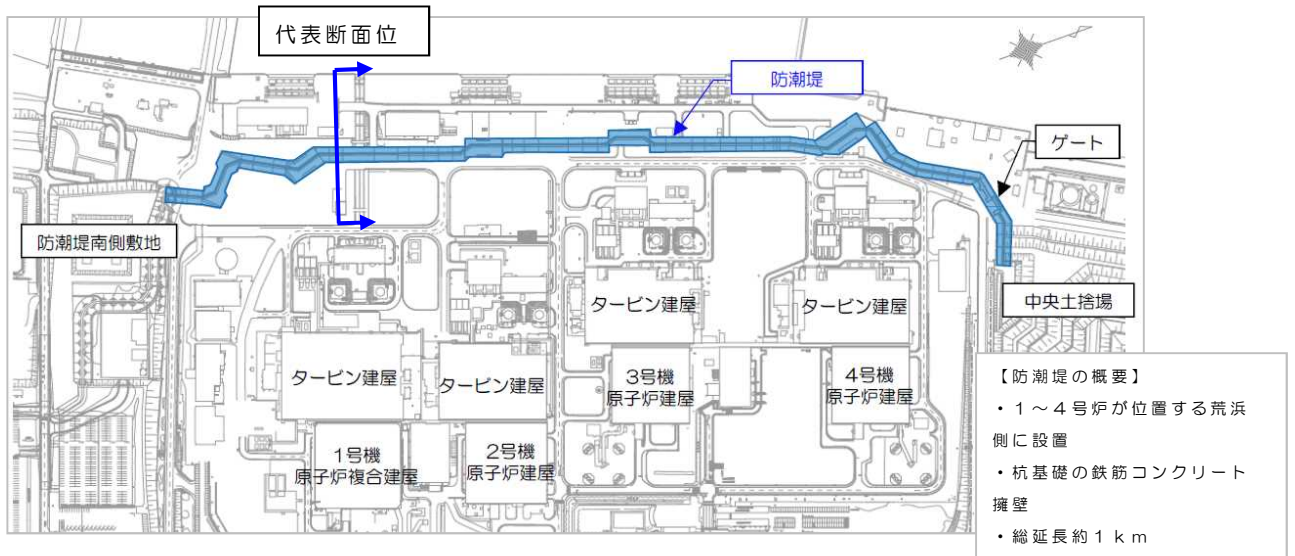 代表断面位
防潮堤
ゲート
防潮堤南側敷地
中央土捨場
タービン建屋
タービン建屋
タービン建屋
タービン建屋
3号機
原子炉建屋
4号機
原子炉建屋
1号機
原子炉複合建屋
2号機
原子炉建屋
【防潮堤の概要】
・1～4号炉が位置する荒浜
側に設置
・杭基礎の鉄筋コンクリート
擁壁
・総延長約1km